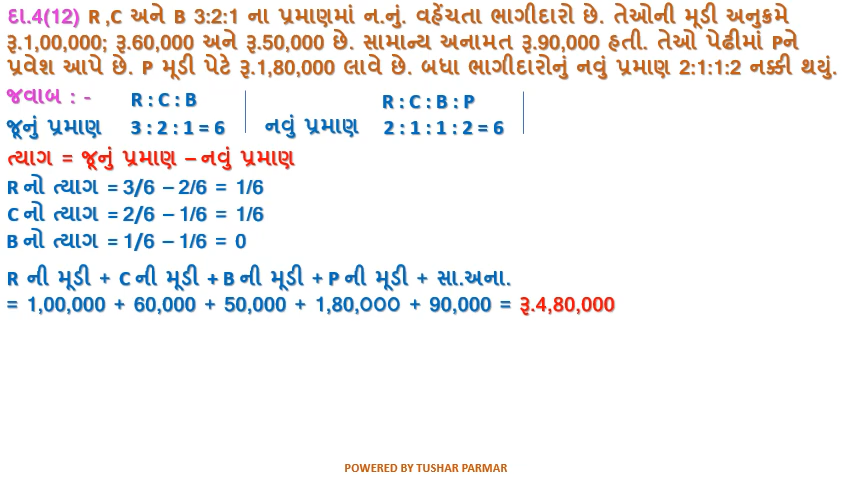 દા.4(12) R ,C અને B 3:2:1 ના પ્રમાણમાં ન.નું. વહેંચતા ભાગીદારો છે. તેઓની મૂડી અનુક્રમે
રૂ.1,00,000; રૂ.60,000 અને રૂ.50,000 છે. સામાન્ય અનામત રૂ.90,000 હતી. તેઓ પેઢીમાં Pને
પ્રવેશ આપે છે. P મૂડી પેટે રૂ.1,80,000 લાવે છે. બધા ભાગીદારોનું નવું પ્રમાણ 2:1:1:2 નક્કી થયું.
જવાબ : - R : C : B R : C : B : P
જૂનું પ્રમાણ 3 : 2 : 1 = 6 નવું પ્રમાણ 2 : 1 : 1 : 2 = 6
ત્યાગ = જૂનું પ્રમાણ – નવું પ્રમાણ
R નો ત્યાગ = 3/6 – 2/6 = 1/6
C નો ત્યાગ = 2/6 – 1/6 = 1/6
B નો ત્યાગ = 1/6 – 1/6 = 0
R ની મૂડી + C ની મૂડી + B ની મૂડી + P ની મૂડી + સા.અના.
= 1,00,000 + 60,000 + 50,000 + 1,80,૦૦૦ + 90,000 = રૂ.4,80,000
POWERED BY TUSHAR PARMAR